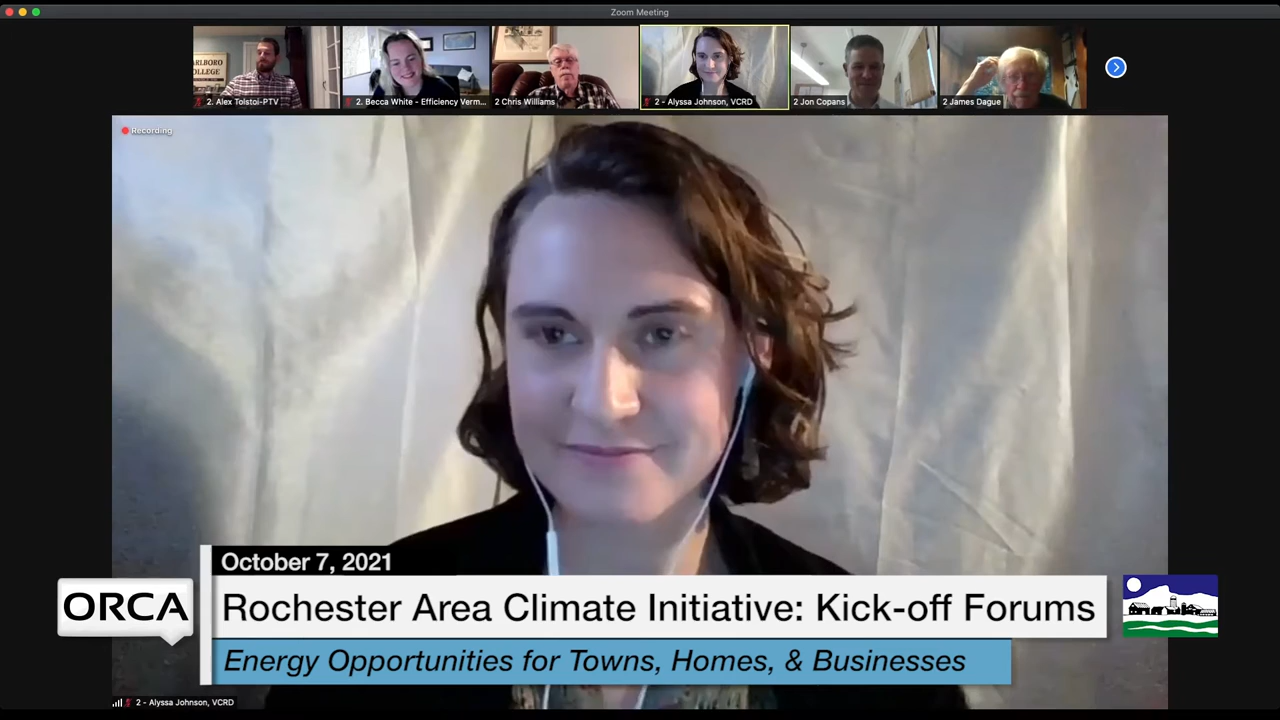 Zoom Meeting
MARLBORO
COLLEGE
2. Alex Tolstoi-PTV
2. Becca White - Efficiency Verm...
2 Chris Williams
2 - Alyssa Johnson, VCRD
2 Jon Copans
2 James Dague
Recording
October 7, 2021
ORCA
Rochester Area Climate Initiative: Kick-off Forums
Energy Opportunities for Towns, Homes, & Businesses
2 - Alyssa Johnson, VCRD